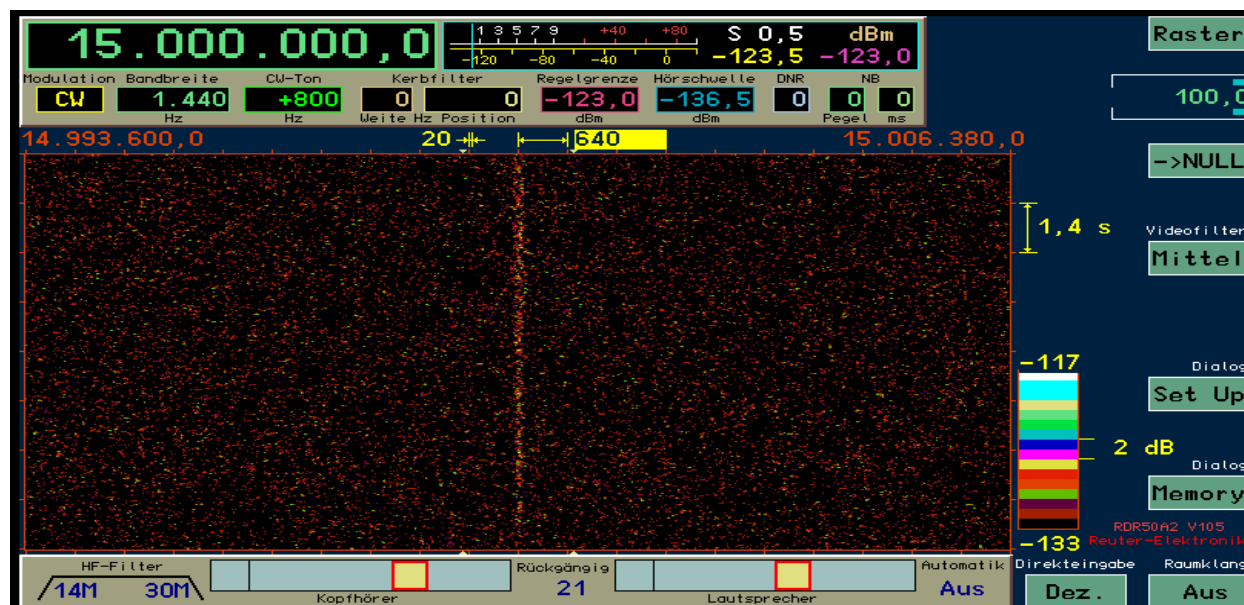 15.000.000,0
1 3 5 7 9 +40 +80 S 0,5 dBm
-120 -80 -40 0 -123,5 -123,0
Modulation Bandbreite CW-Ton Kerbfilter Regelgrenze Hörschwelle DNR NB
CW 1.440 +800 0 0 -123,0 -136,5 0 0 0
Hz Hz Weite Hz Position dBm dBm Pegel ms
14.993.600,0 20 640 15.006.380,0
Raster
100,0
->NULL
1,4 s
Videofilter
Mittel
-117
Dialog
Set Up
2 dB
Dialog
Memory
RDR50A2 V105
-133 Reuter-Elektronik
HF-Filter
14M 30M
Kopfhörer
Rückgängig
21
Lautsprecher
Automatik
Aus
Direkteingabe
Dez.
Raumklang
Aus